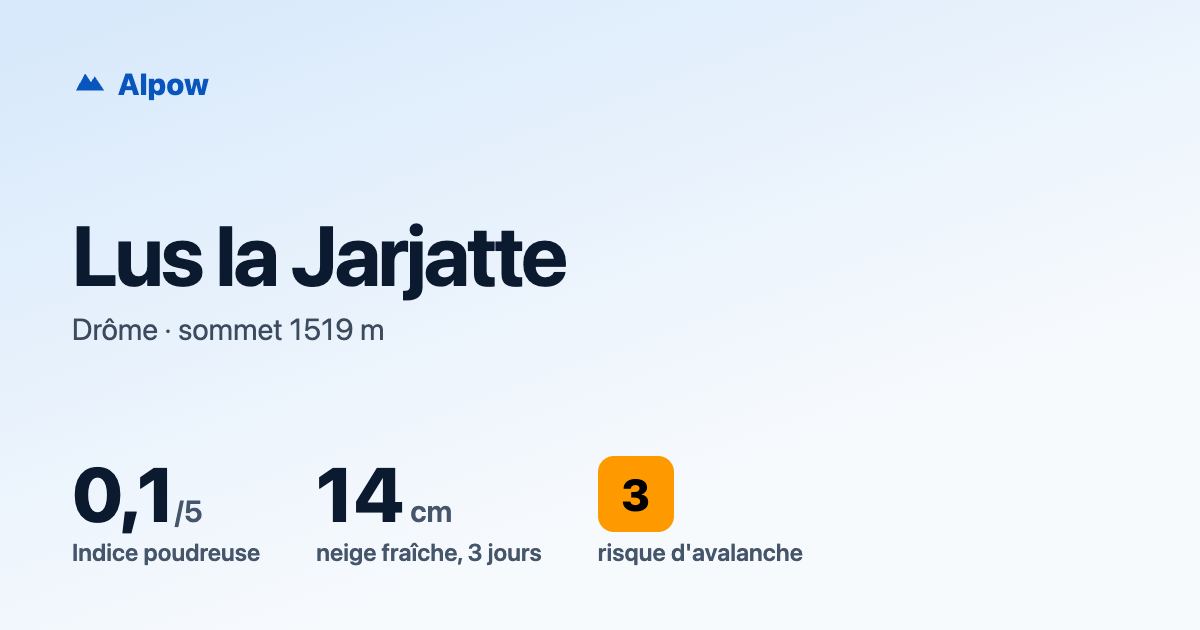 Alpow
Lus la Jarjatte
Drôme · sommet 1519 m
0,1/5
Indice poudreuse
14 cm
neige fraîche, 3 jours
3
risque d'avalanche